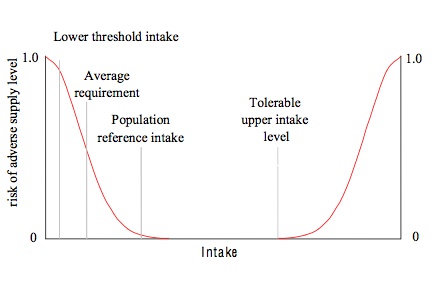 Lower threshold intake
1.0
1.0
Average
requirement
Population
reference intake
Tolerable
upper intake
level
risk of adverse supply level
0
0
Intake